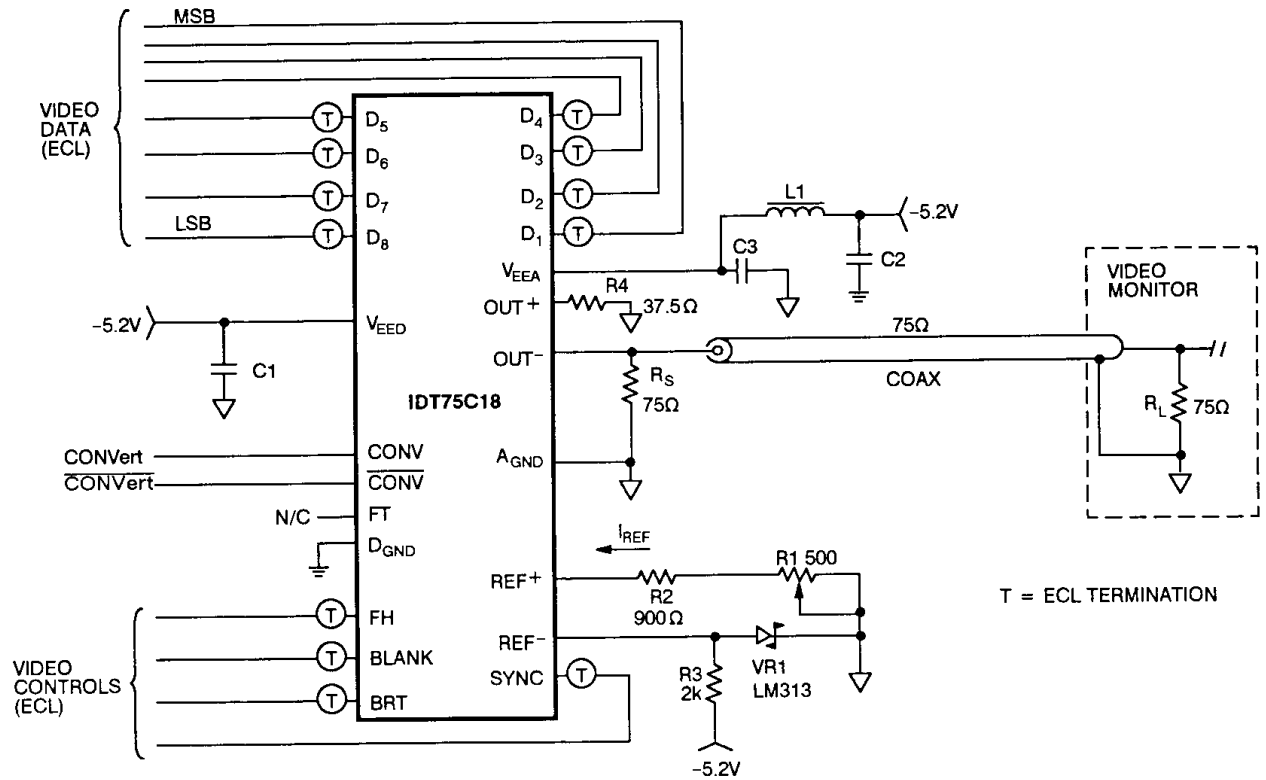 MSB
VIDEO
DATA
(ECL)
LSB
T D5
T D6
T D7
T D8
D4 T
D3 T
D2 T
D1 T
L1
-5.2V
C3
C2
VEEA
R4
OUT+
37.5Ω
VIDEO
MONITOR
-5.2V
VEED
75Ω
OUT-
C1
RS
75Ω
COAX
RL
75Ω
IDT75C18
CONVert
CONV
AGND
C̅O̅N̅V̅e̅r̅t̅
C̅O̅N̅V̅
N/C
F̅T̅
IREF
DGND
R1 500
REF+
R2
900Ω
T = ECL TERMINATION
T FH
REF-
VIDEO
CONTROLS
(ECL)
T BLANK
SYNC T
R3
2k
VR1
LM313
T BRT
-5.2V